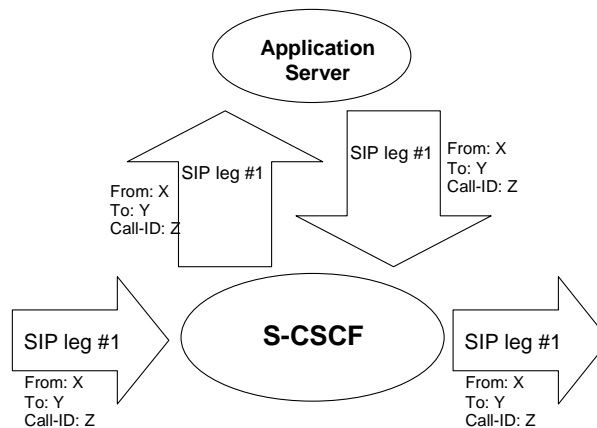 Application
Server
SIP leg #1
From: X
To: Y
Call-ID: Z
SIP leg #1
From: X
To: Y
Call-ID: Z
S-CSCF
SIP leg #1
From: X
To: Y
Call-ID: Z
SIP leg #1
From: X
To: Y
Call-ID: Z